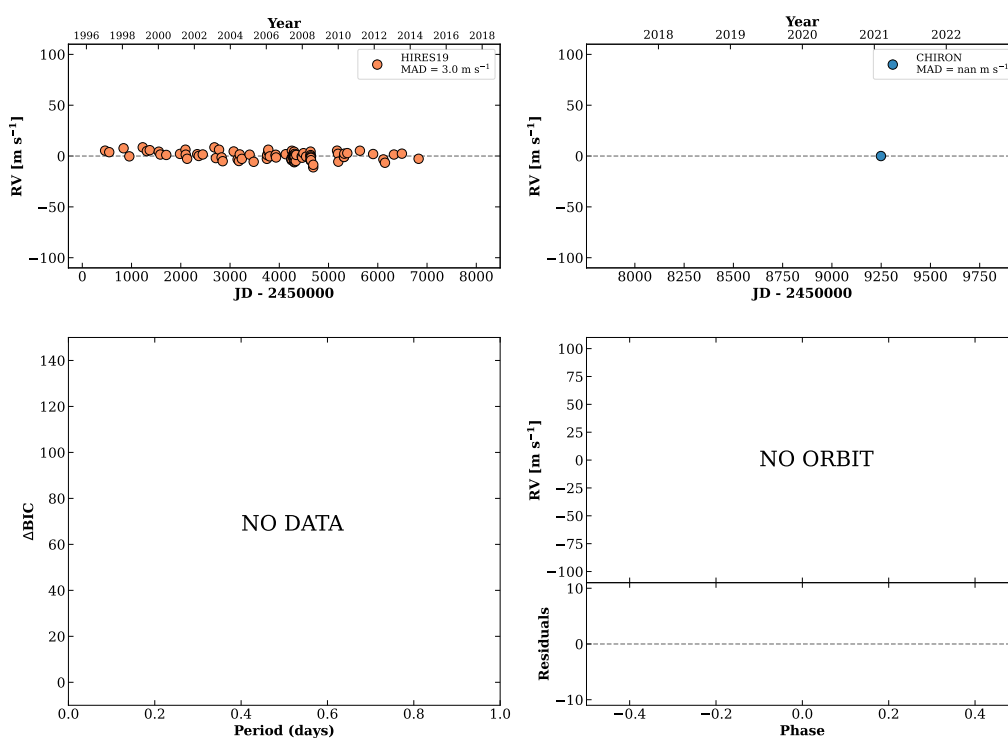 Year
1996 1998 2000 2002 2004 2006 2008 2010 2012 2014 2016 2018
HIRES19
MAD = 3.0 m s⁻¹
100
50
0
−50
−100
RV [m s⁻¹]
0 1000 2000 3000 4000 5000 6000 7000 8000
JD - 2450000
Year
2018 2019 2020 2021 2022
CHIRON
MAD = nan m s⁻¹
100
50
0
−50
−100
RV [m s⁻¹]
8000 8250 8500 8750 9000 9250 9500 9750
JD - 2450000
140
120
100
80
60
40
20
0
ΔBIC
NO DATA
0.0 0.2 0.4 0.6 0.8 1.0
Period (days)
100
75
50
25
0
−25
−50
−75
−100
RV [m s⁻¹]
NO ORBIT
10
0
−10
Residuals
−0.4 −0.2 0.0 0.2 0.4
Phase